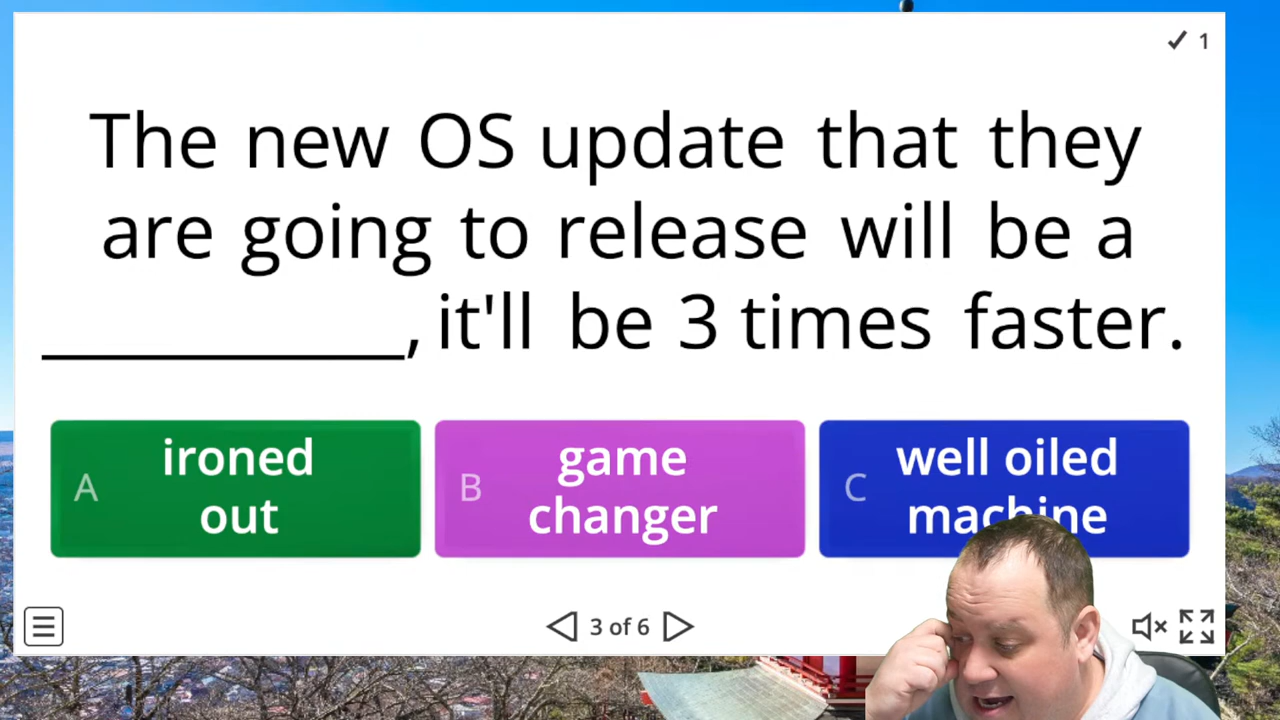 ✓ 1
The new OS update that they
are going to release will be a
__________, it'll be 3 times faster.
A ironed
out
B game
changer
C well oiled
machine
3 of 6